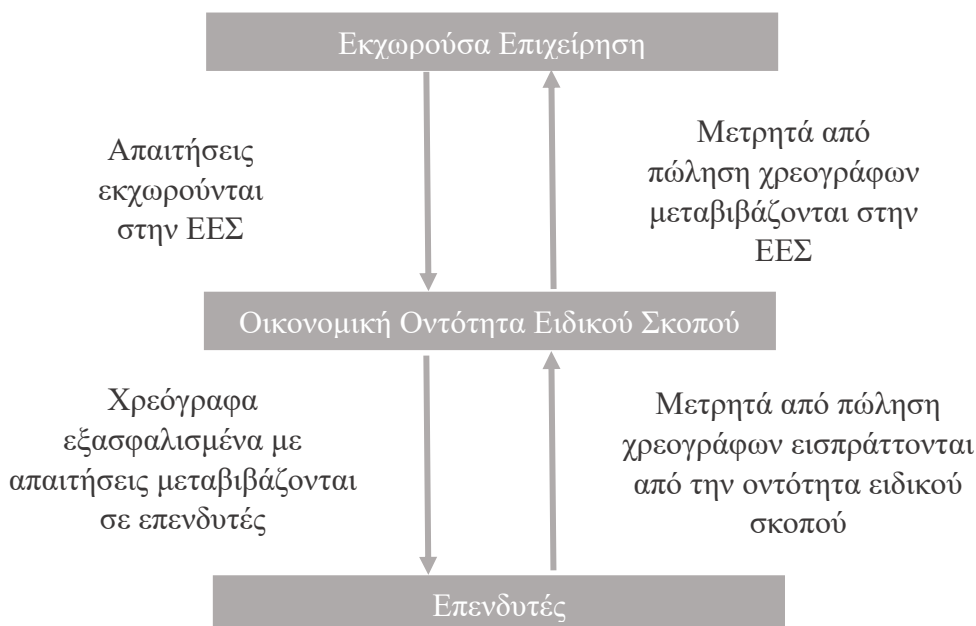 Εκχωρούσα Επιχείρηση
Απαιτήσεις
εκχωρούνται
στην ΕΕΣ
Μετρητά από
πώληση χρεογράφων
μεταβιβάζονται στην
ΕΕΣ
Οικονομική Οντότητα Ειδικού Σκοπού
Χρεόγραφα
εξασφαλισμένα με
απαιτήσεις μεταβιβάζονται
σε επενδυτές
Μετρητά από πώληση
χρεογράφων εισπράττονται
από την οντότητα ειδικού
σκοπού
Επενδυτές